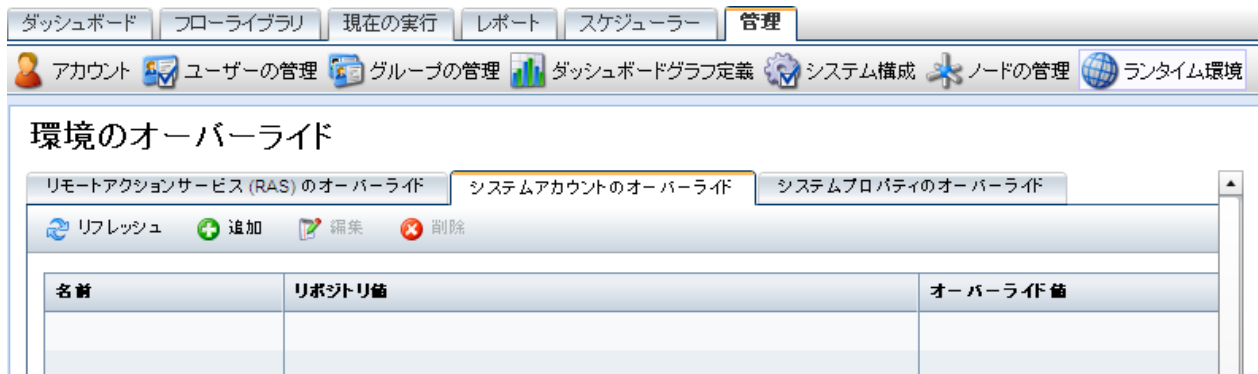 ダッシュボード フローライブラリ 現在の実行 レポート スケジューラー 管理
アカウント ユーザーの管理 グループの管理 ダッシュボードグラフ定義 システム構成 ノードの管理 ランタイム環境
環境のオーバーライド
リモートアクションサービス (RAS) のオーバーライド システムアカウントのオーバーライド システムプロパティのオーバーライド
リフレッシュ 追加 編集 削除
名前 リポジトリ値 オーバーライド値